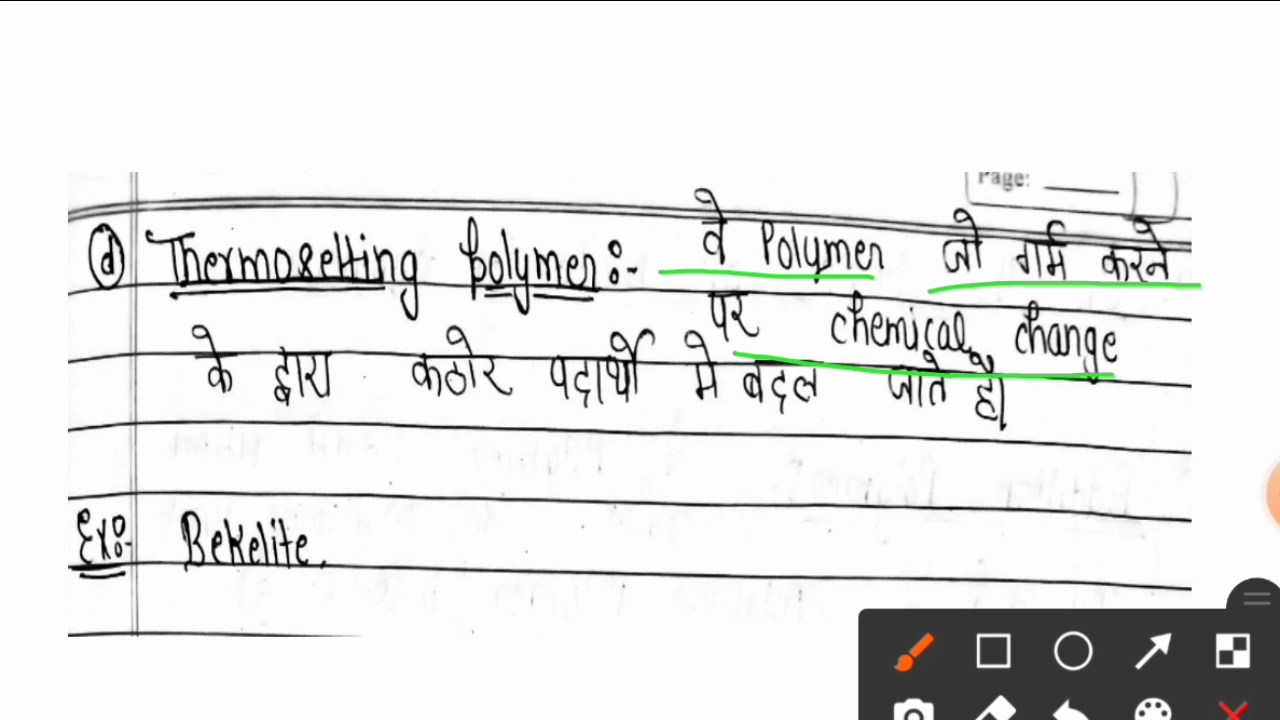 Page:
(d) Thermosetting polymer:- वे Polymer जो गर्म करने
पर chemical change
के द्वारा कठोर पदार्थो मे बदल जाते है।
Ex:- Bekelite.